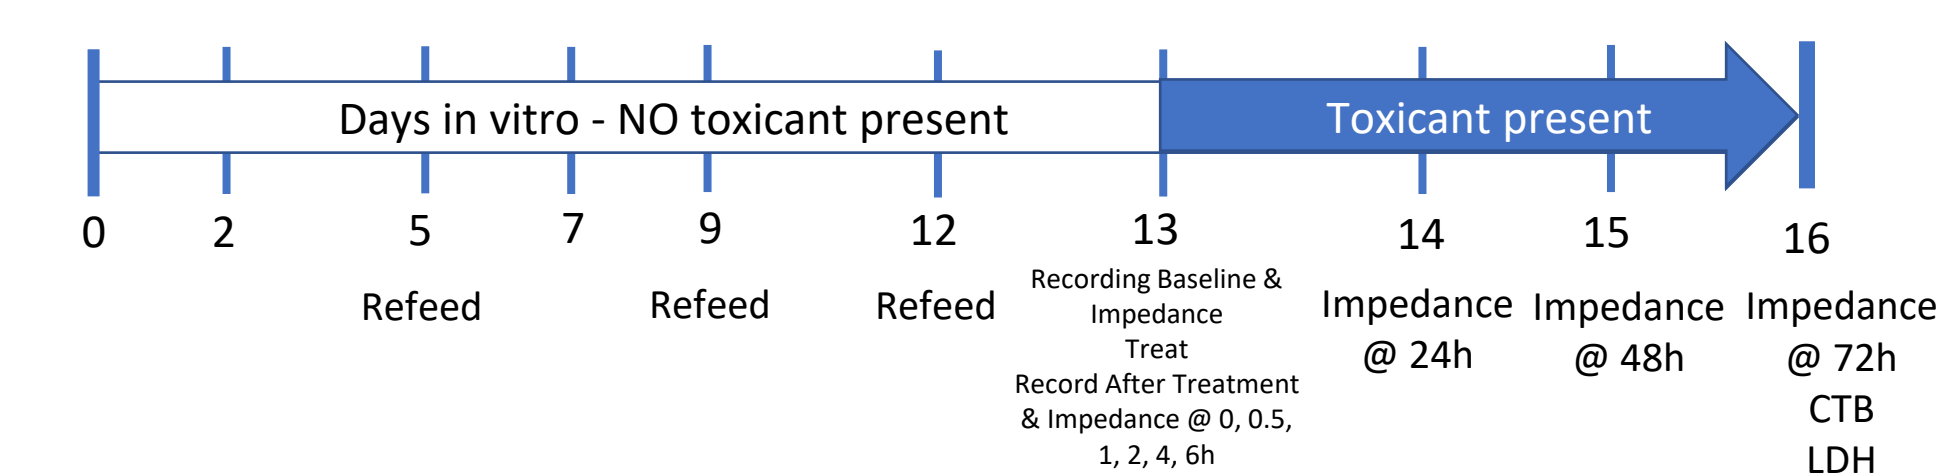 Days in vitro - NO toxicant present
Toxicant present
0
2
5
7
9
12
13
14
15
16
Refeed
Refeed
Refeed
Recording Baseline &
Impedance
Treat
Record After Treatment
& Impedance @ 0, 0.5,
1, 2, 4, 6h
Impedance
@ 24h
Impedance
@ 48h
Impedance
@ 72h
CTB
LDH